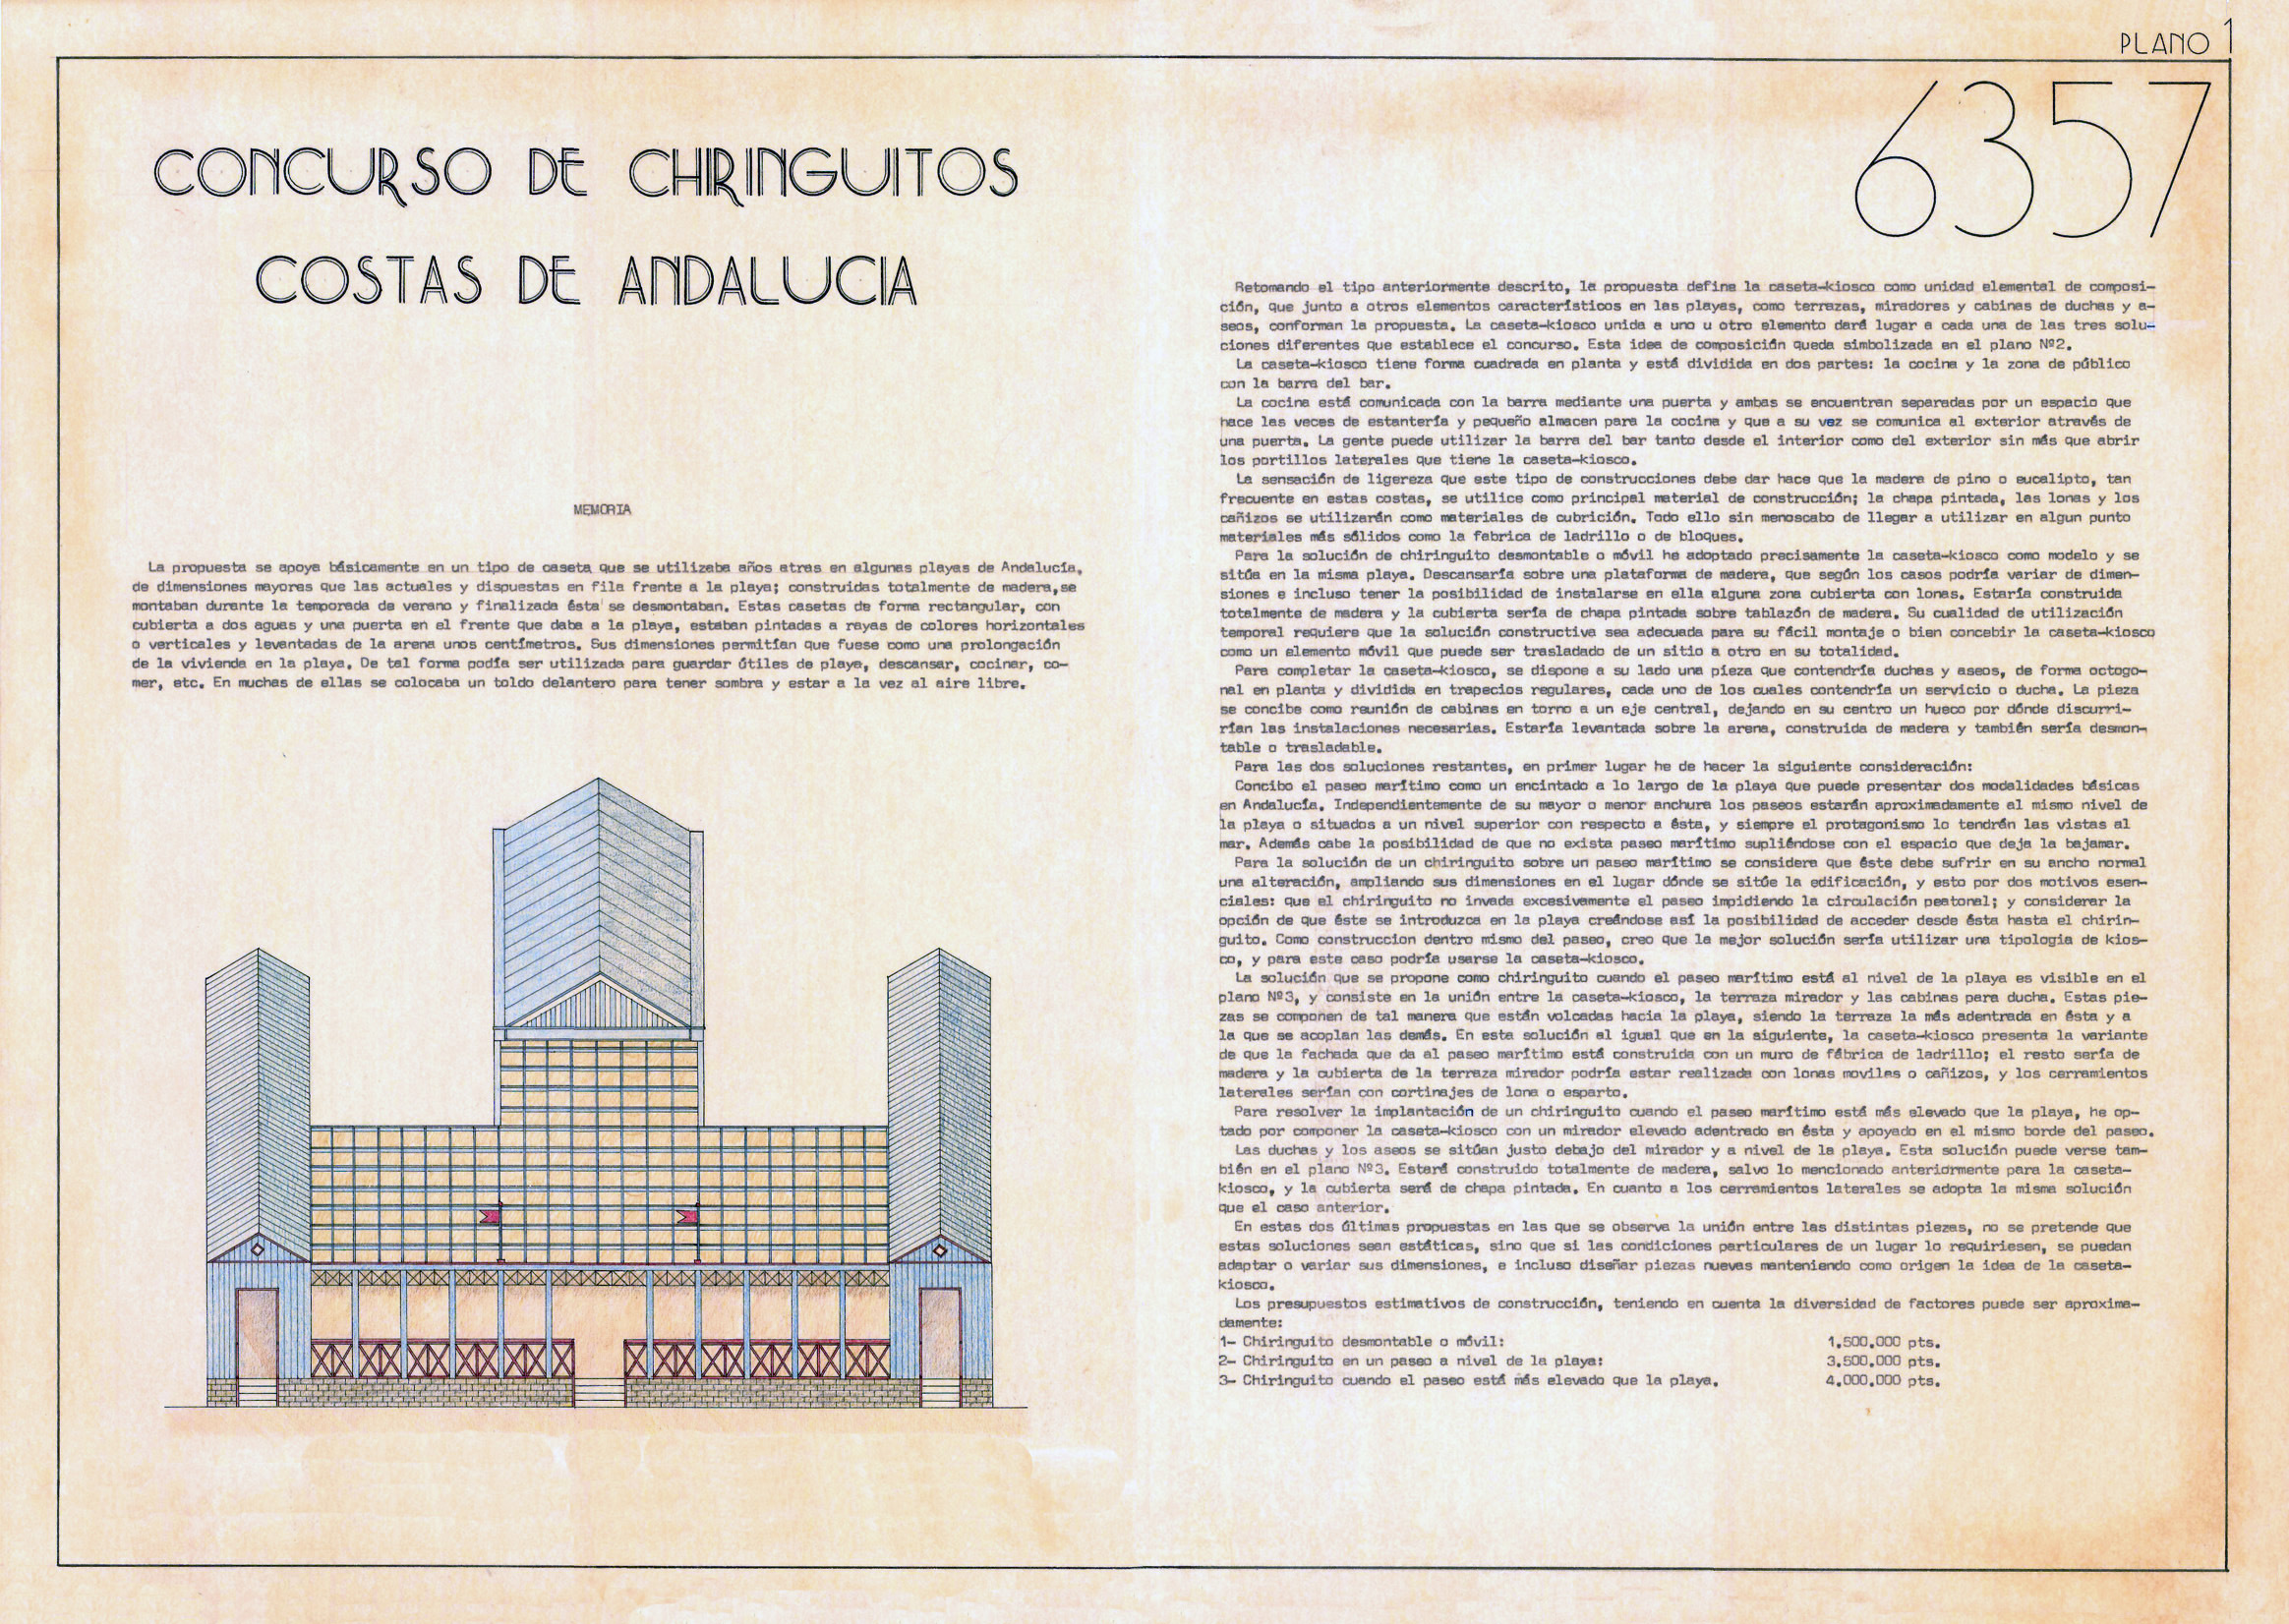 PLANO 1
6357
CONCURSO DE CHIRINGUITOS
COSTAS DE ANDALUCIA
MEMORIA
La propuesta se apoya básicamente en un tipo de caseta que se utilizaba años atras en algunas playas de Andalucía,
de dimensiones mayores que las actuales y dispuestas en fila frente a la playa; construidas totalmente de madera,se
montaban durante la temporada de verano y finalizada ésta se desmontaban. Estas casetas de forma rectangular, con
cubierta a dos aguas y una puerta en el frente que daba a la playa, estaban pintadas a rayas de colores horizontales
o verticales y levantadas de la arena unos centímetros. Sus dimensiones permitían que fuese como una prolongación
de la vivienda en la playa. De tal forma podía ser utilizada para guardar útiles de playa, descansar, cocinar, co-
mer, etc. En muchas de ellas se colocaba un toldo delantero para tener sombra y estar a la vez al aire libre.
Retomando el tipo anteriormente descrito, la propuesta define la caseta-kiosco como unidad elemental de composi-
ción, que junto a otros elementos característicos en las playas, como terrazas, miradores y cabinas de duchas y a-
seos, conforman la propuesta. La caseta-kiosco unida a uno u otro elemento dará lugar a cada una de las tres solu-
ciones diferentes que establece el concurso. Esta idea de composición queda simbolizada en el plano Nº2.
La caseta-kiosco tiene forma cuadrada en planta y está dividida en dos partes: la cocina y la zona de público
con la barra del bar.
La cocina está comunicada con la barra mediante una puerta y ambas se encuentran separadas por un espacio que
hace las veces de estantería y pequeño almacen para la cocina y que a su vez se comunica al exterior através de
una puerta. La gente puede utilizar la barra del bar tanto desde el interior como del exterior sin más que abrir
los portillos laterales que tiene la caseta-kiosco.
La sensación de ligereza que este tipo de construcciones debe dar hace que la madera de pino o eucalipto, tan
frecuente en estas costas, se utilice como principal material de construcción; la chapa pintada, las lonas y los
cañizos se utilizarán como materiales de cubrición. Todo ello sin menoscabo de llegar a utilizar en algun punto
materiales más sólidos como la fabrica de ladrillo o de bloques.
Para la solución de chiringuito desmontable o móvil he adoptado precisamente la caseta-kiosco como modelo y se
sitúa en la misma playa. Descansaría sobre una plataforma de madera, que según los casos podría variar de dimen-
siones e incluso tener la posibilidad de instalarse en ella alguna zona cubierta con lonas. Estaría construida
totalmente de madera y la cubierta sería de chapa pintada sobre tablazón de madera. Su cualidad de utilización
temporal requiere que la solución constructiva sea adecuada para su fácil montaje o bien concebir la caseta-kiosco
como un elemento móvil que puede ser trasladado de un sitio a otro en su totalidad.
Para completar la caseta-kiosco, se dispone a su lado una pieza que contendría duchas y aseos, de forma octogo-
nal en planta y dividida en trapecios regulares, cada uno de los cuales contendría un servicio o ducha. La pieza
se concibe como reunión de cabinas en torno a un eje central, dejando en su centro un hueco por dónde discurri-
rían las instalaciones necesarias. Estaría levantada sobre la arena, construida de madera y también sería desmon-
table o trasladable.
Para las dos soluciones restantes, en primer lugar he de hacer la siguiente consideración:
Concibo el paseo marítimo como un encintado a lo largo de la playa que puede presentar dos modalidades básicas
en Andalucía. Independientemente de su mayor o menor anchura los paseos estarán aproximadamente al mismo nivel de
la playa o situados a un nivel superior con respecto a ésta, y siempre el protagonismo lo tendrán las vistas al
mar. Además cabe la posibilidad de que no exista paseo marítimo supliéndose con el espacio que deja la bajamar.
Para la solución de un chiringuito sobre un paseo marítimo se considera que éste debe sufrir en su ancho normal
una alteración, ampliando sus dimensiones en el lugar dónde se sitúe la edificación, y esto por dos motivos esen-
ciales: que el chiringuito no invada excesivamente el paseo impidiendo la circulación peatonal; y considerar la
opción de que éste se introduzca en la playa creándose así la posibilidad de acceder desde ésta hasta el chirin-
guito. Como construccion dentro mismo del paseo, creo que la mejor solución sería utilizar una tipologia de kios-
co, y para este caso podría usarse la caseta-kiosco.
La solución que se propone como chiringuito cuando el paseo marítimo está al nivel de la playa es visible en el
plano Nº3, y consiste en la unión entre la caseta-kiosco, la terraza mirador y las cabinas para ducha. Estas pie-
zas se componen de tal manera que están volcadas hacia la playa, siendo la terraza la más adentrada en ésta y a
la que se acoplan las demás. En esta solución al igual que en la siguiente, la caseta-kiosco presenta la variante
de que la fachada que da al paseo marítimo está construida con un muro de fábrica de ladrillo; el resto sería de
madera y la cubierta de la terraza mirador podría estar realizada con lonas moviles o cañizos, y los cerramientos
laterales serían con cortinajes de lona o esparto.
Para resolver la implantación de un chiringuito cuando el paseo marítimo está más elevado que la playa, he op-
tado por componer la caseta-kiosco con un mirador elevado adentrado en ésta y apoyado en el mismo borde del paseo.
Las duchas y los aseos se sitúan justo debajo del mirador y a nivel de la playa. Esta solución puede verse tam-
bién en el plano Nº3. Estará construido totalmente de madera, salvo lo mencionado anteriormente para la caseta-
kiosco, y la cubierta será de chapa pintada. En cuanto a los cerramientos laterales se adopta la misma solución
que el caso anterior.
En estas dos últimas propuestas en las que se observa la unión entre las distintas piezas, no se pretende que
estas soluciones sean estáticas, sino que si las condiciones particulares de un lugar lo requiriesen, se puedan
adaptar o variar sus dimensiones, e incluso diseñar piezas nuevas manteniendo como origen la idea de la caseta-
kiosco.
Los presupuestos estimativos de construcción, teniendo en cuenta la diversidad de factores puede ser aproxima-
damente:
1- Chiringuito desmontable o móvil: 1.500.000 pts.
2- Chiringuito en un paseo a nivel de la playa: 3.500.000 pts.
3- Chiringuito cuando el paseo está más elevado que la playa. 4.000.000 pts.